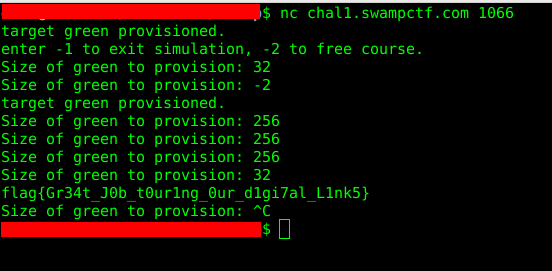 $ nc chal1.swampctf.com 1066
target green provisioned.
enter -1 to exit simulation, -2 to free course.
Size of green to provision: 32
Size of green to provision: -2
target green provisioned.
Size of green to provision: 256
Size of green to provision: 256
Size of green to provision: 256
Size of green to provision: 32
flag{Gr34t_J0b_t0ur1ng_0ur_d1gi7al_L1nk5}
Size of green to provision: ^C
$